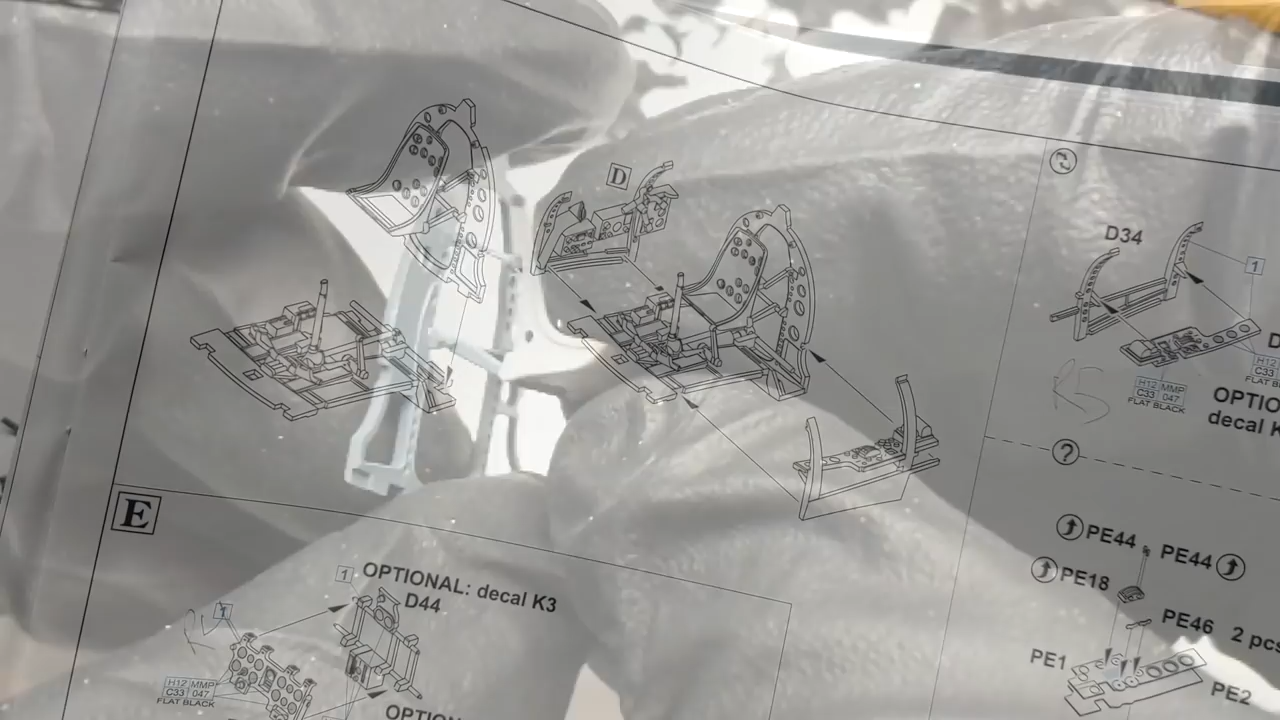 D
D34
1
H12 MMP
C33 047
FLAT BLACK
R5
H12
C33
FLAT B
OPTIO
decal K
?
E
PE44
PE44
PE18
PE46 2 pcs
PE1
PE2
1
OPTIONAL: decal K3
D44
1
H12 MMP
C33 047
FLAT BLACK